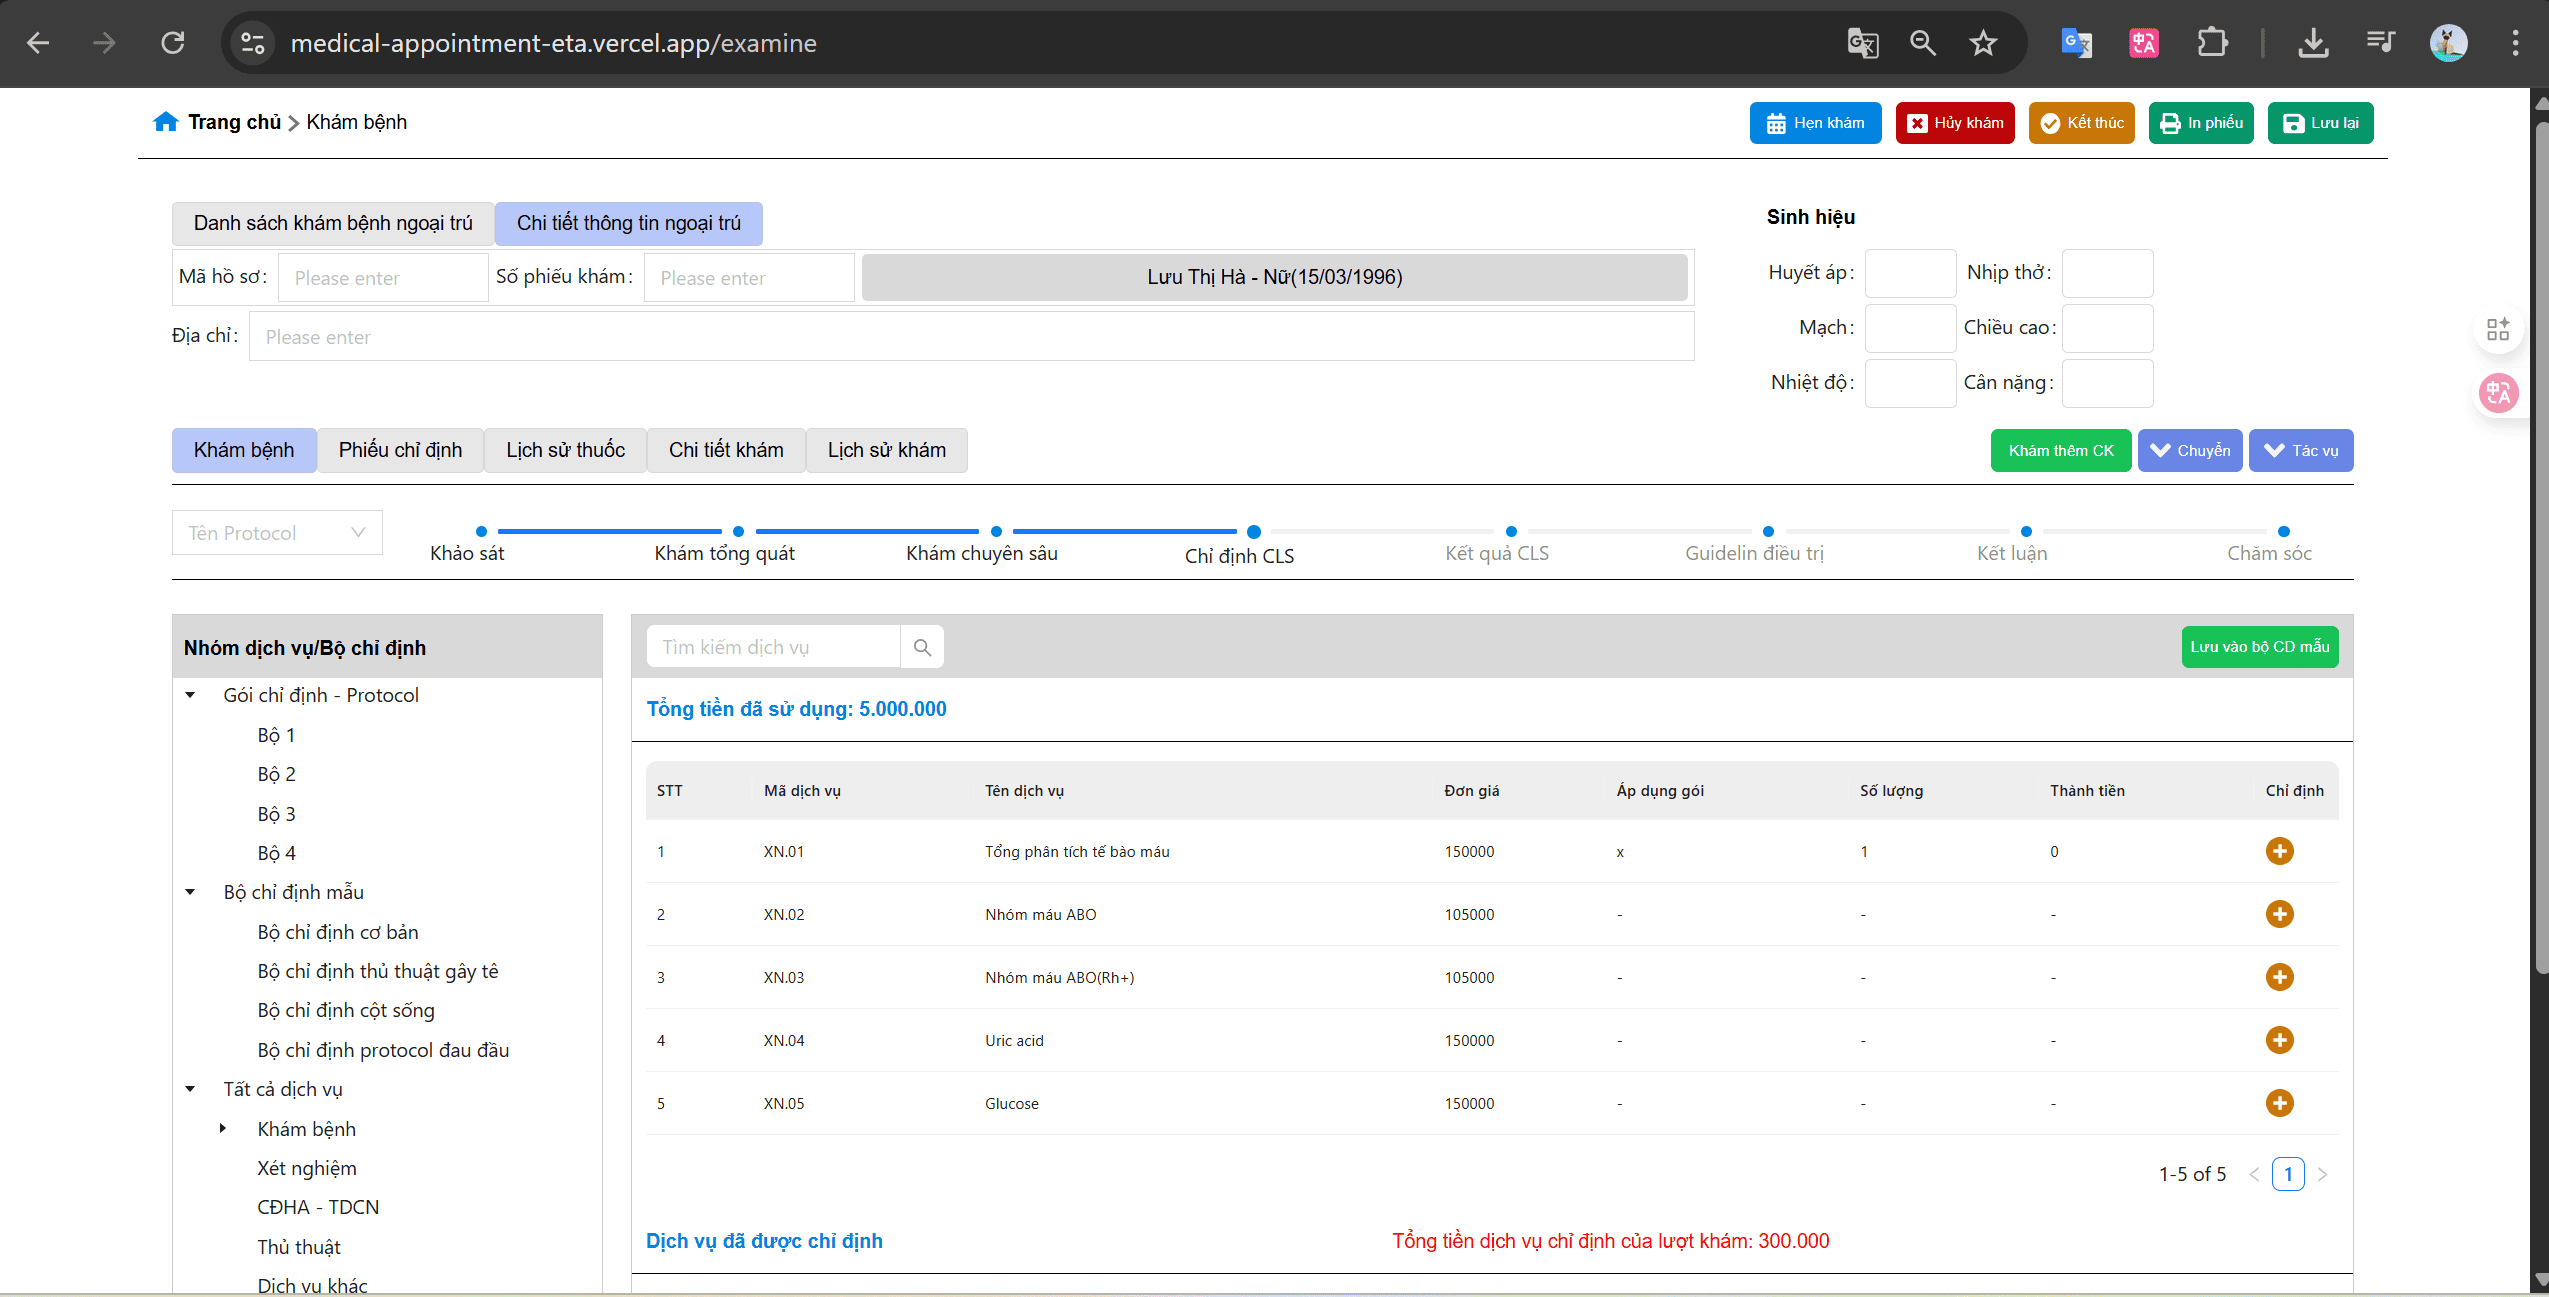 medical-appointment-eta.vercel.app/examine
Trang chủ > Khám bệnh
Hẹn khám
Hủy khám
Kết thúc
In phiếu
Lưu lại
Danh sách khám bệnh ngoại trú
Chi tiết thông tin ngoại trú
Mã hồ sơ: Please enter Số phiếu khám: Please enter Lưu Thị Hà - Nữ(15/03/1996)
Địa chỉ: Please enter
Sinh hiệu
Huyết áp: Nhịp thở:
Mạch: Chiều cao:
Nhiệt độ: Cân nặng:
Khám bệnh Phiếu chỉ định Lịch sử thuốc Chi tiết khám Lịch sử khám
Khám thêm CK Chuyển Tác vụ
Tên Protocol
Khảo sát Khám tổng quát Khám chuyên sâu Chỉ định CLS Kết quả CLS Guidelin điều trị Kết luận Chăm sóc
Nhóm dịch vụ/Bộ chỉ định
Gói chỉ định - Protocol
Bộ 1
Bộ 2
Bộ 3
Bộ 4
Bộ chỉ định mẫu
Bộ chỉ định cơ bản
Bộ chỉ định thủ thuật gây tê
Bộ chỉ định cột sống
Bộ chỉ định protocol đau đầu
Tất cả dịch vụ
Khám bệnh
Xét nghiệm
CĐHA - TDCN
Thủ thuật
Dịch vụ khác
Tìm kiếm dịch vụ
Lưu vào bộ CD mẫu
Tổng tiền đã sử dụng: 5.000.000
STT Mã dịch vụ Tên dịch vụ Đơn giá Áp dụng gói Số lượng Thành tiền Chỉ định
1 XN.01 Tổng phân tích tế bào máu 150000 x 1 0
2 XN.02 Nhóm máu ABO 105000 - - -
3 XN.03 Nhóm máu ABO(Rh+) 105000 - - -
4 XN.04 Uric acid 150000 - - -
5 XN.05 Glucose 150000 - - -
1-5 of 5 < 1 >
Dịch vụ đã được chỉ định
Tổng tiền dịch vụ chỉ định của lượt khám: 300.000